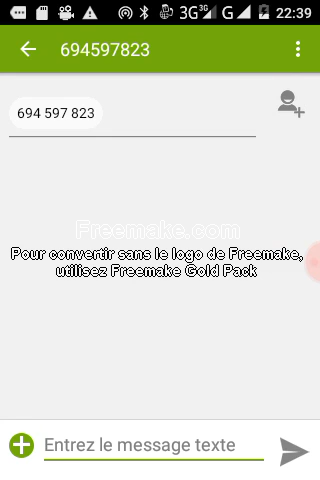 3G 3G G 22:39
694597823
694 597 823
Freemake.com
Pour convertir sans le logo de Freemake,
utilisez Freemake Gold Pack
Entrez le message texte